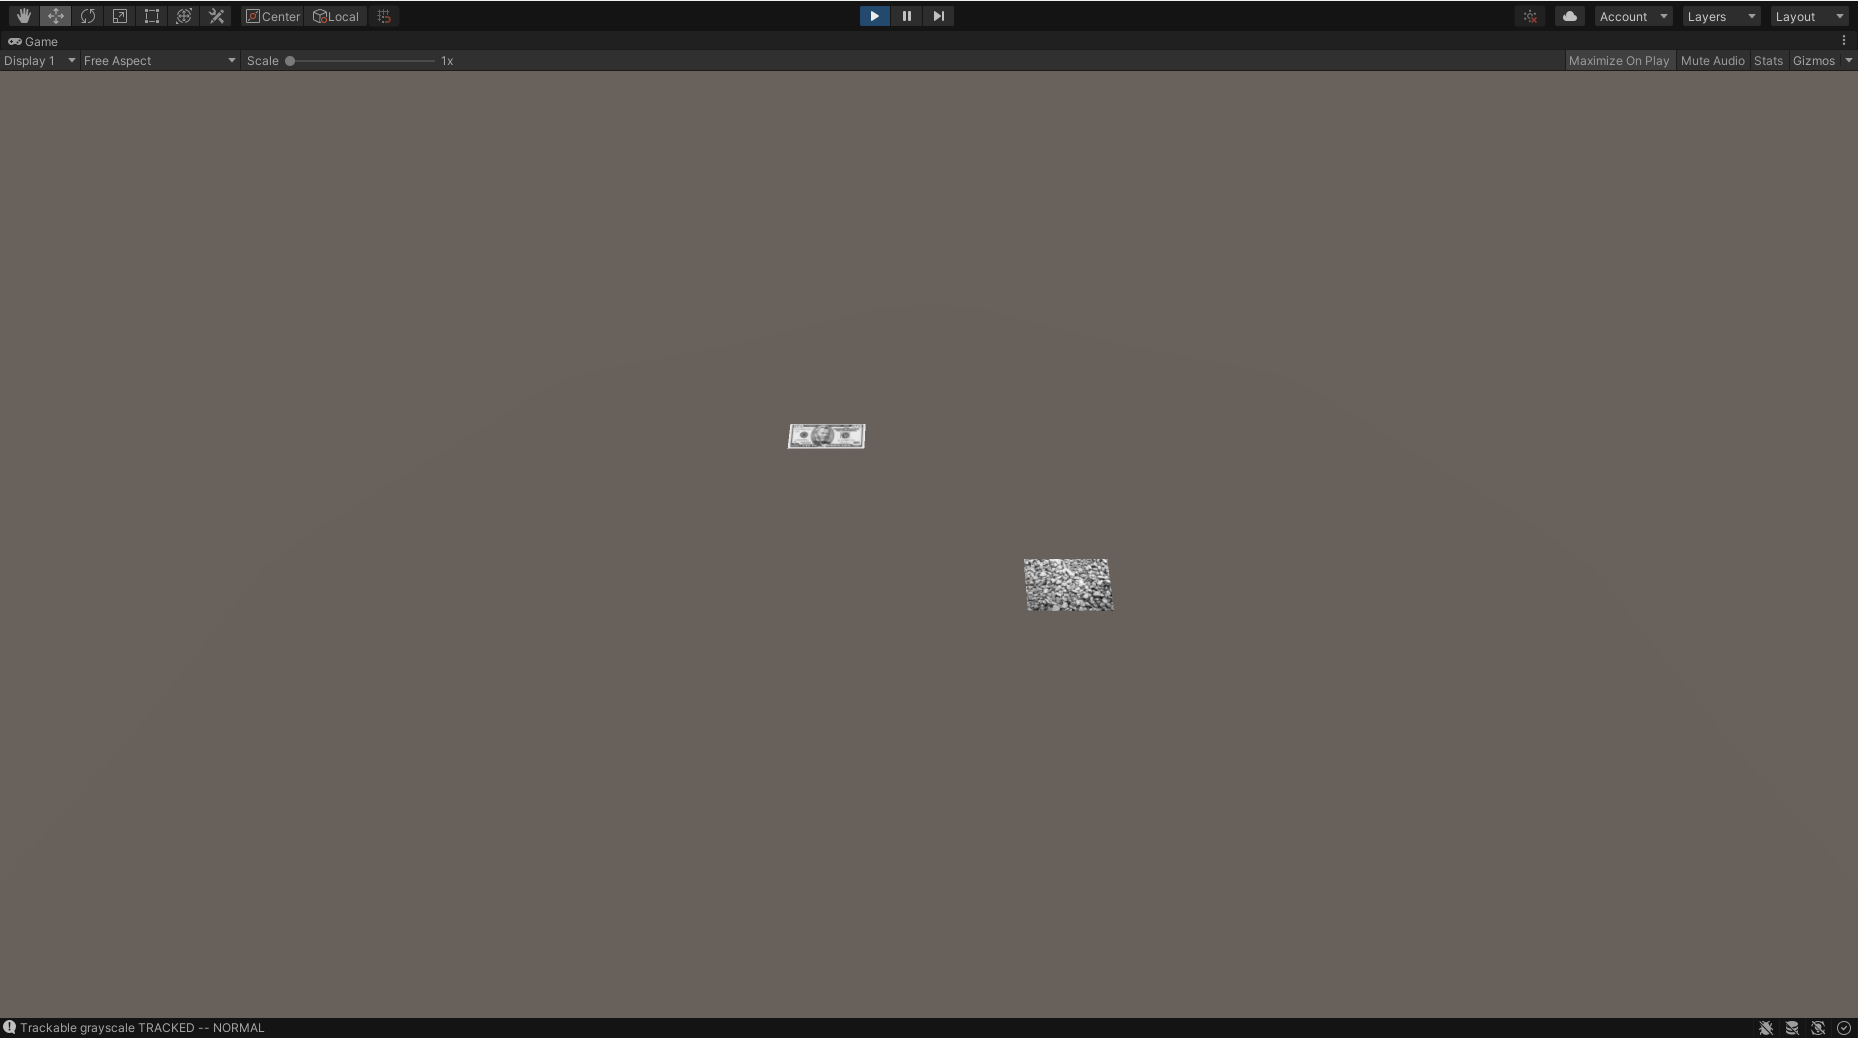 Center Local Account Layers Layout
Game
Display 1 Free Aspect Scale 1x Maximize On Play Mute Audio Stats Gizmos
Trackable grayscale TRACKED -- NORMAL